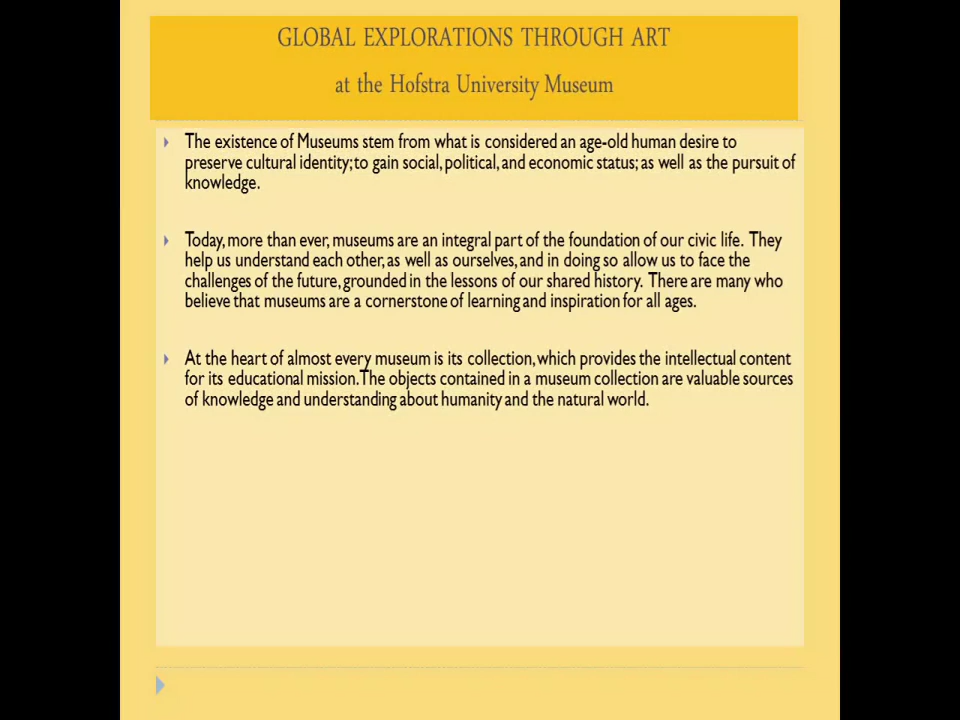 GLOBAL EXPLORATIONS THROUGH ART
at the Hofstra University Museum
The existence of Museums stem from what is considered an age-old human desire to
preserve cultural identity; to gain social, political, and economic status; as well as the pursuit of
knowledge.
Today, more than ever, museums are an integral part of the foundation of our civic life. They
help us understand each other, as well as ourselves, and in doing so allow us to face the
challenges of the future, grounded in the lessons of our shared history. There are many who
believe that museums are a cornerstone of learning and inspiration for all ages.
At the heart of almost every museum is its collection, which provides the intellectual content
for its educational mission. The objects contained in a museum collection are valuable sources
of knowledge and understanding about humanity and the natural world.